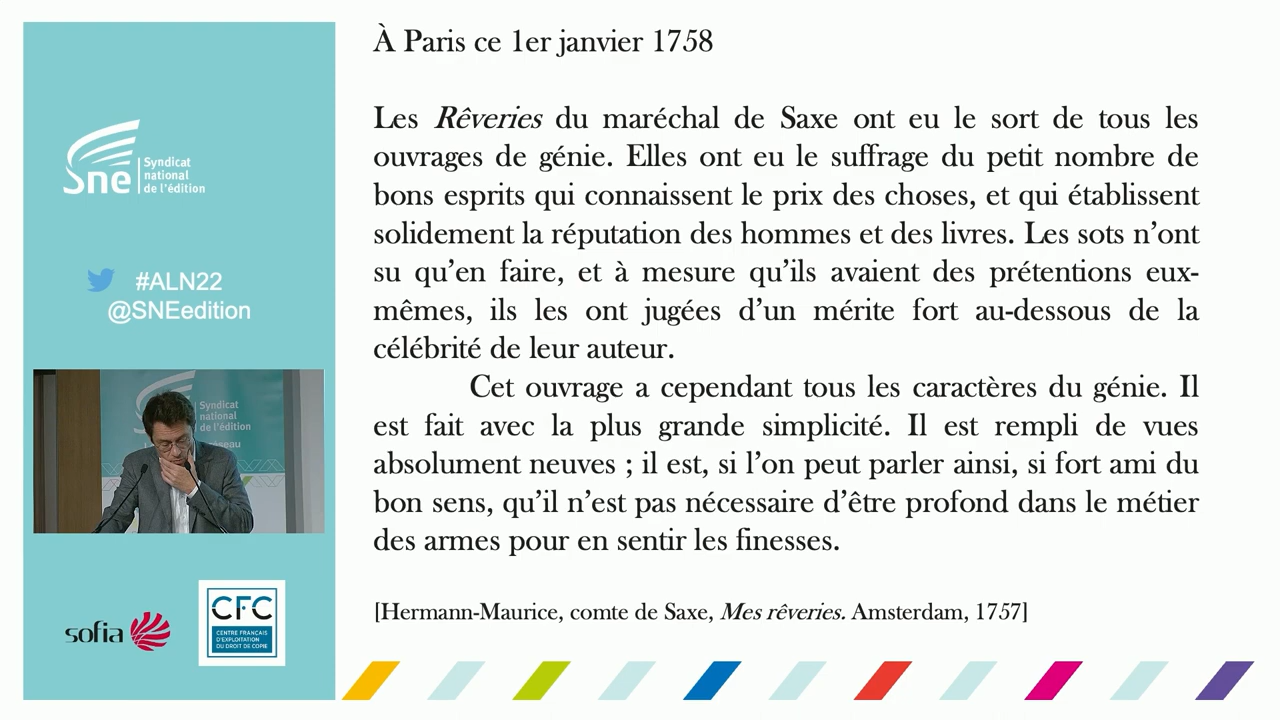 À Paris ce 1er janvier 1758
Les Rêveries du maréchal de Saxe ont eu le sort de tous les
ouvrages de génie. Elles ont eu le suffrage du petit nombre de
bons esprits qui connaissent le prix des choses, et qui établissent
solidement la réputation des hommes et des livres. Les sots n’ont
su qu’en faire, et à mesure qu’ils avaient des prétentions eux-
mêmes, ils les ont jugées d’un mérite fort au-dessous de la
célébrité de leur auteur.
Cet ouvrage a cependant tous les caractères du génie. Il
est fait avec la plus grande simplicité. Il est rempli de vues
absolument neuves ; il est, si l’on peut parler ainsi, si fort ami du
bon sens, qu’il n’est pas nécessaire d’être profond dans le métier
des armes pour en sentir les finesses.
[Hermann-Maurice, comte de Saxe, Mes rêveries. Amsterdam, 1757]
Sne
Syndicat
national
de l'édition
#ALN22
@SNEedition
Syndicat
national
de l'édition
sofia
CFC
CENTRE FRANÇAIS
D'EXPLOITATION
DU DROIT DE COPIE